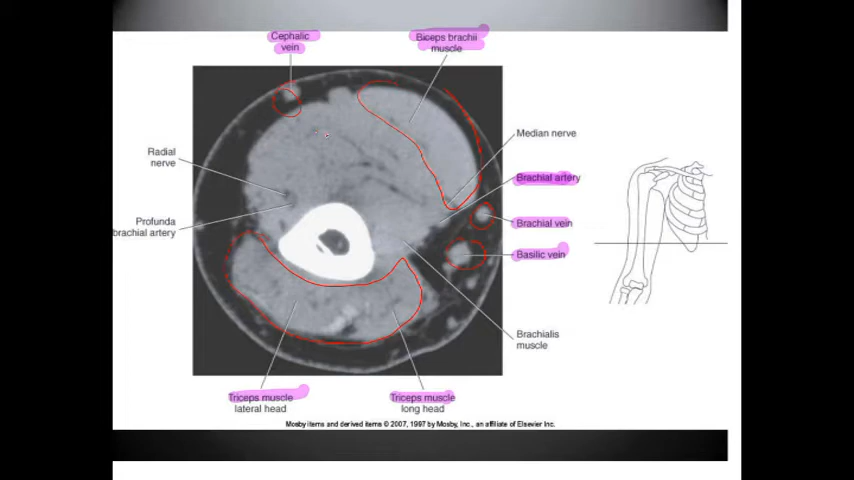 Cephalic
vein
Biceps brachii
muscle
Median nerve
Radial
nerve
Brachial artery
Profunda
brachial artery
Brachial vein
Basilic vein
Brachialis
muscle
Triceps muscle
lateral head
Triceps muscle
long head
Mosby items and derived items © 2007, 1997 by Mosby, Inc., an affiliate of Elsevier Inc.